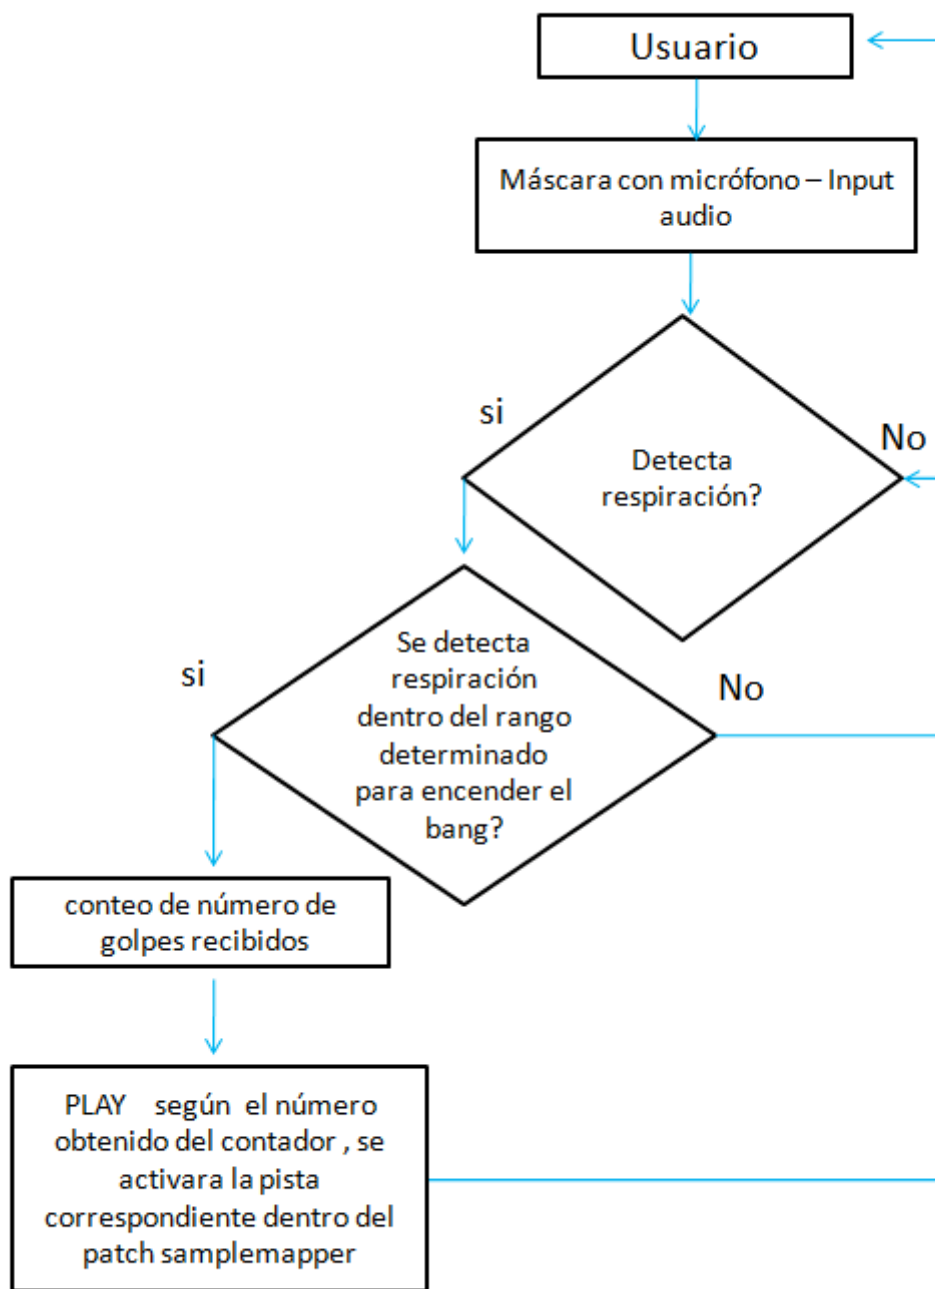 Usuario
Máscara con micrófono – Input
audio
si
No
Detecta
respiración?
si
No
Se detecta
respiración
dentro del rango
determinado
para encender el
bang?
conteo de número de
golpes recibidos
PLAY según el número
obtenido del contador , se
activara la pista
correspondiente dentro del
patch samplemapper